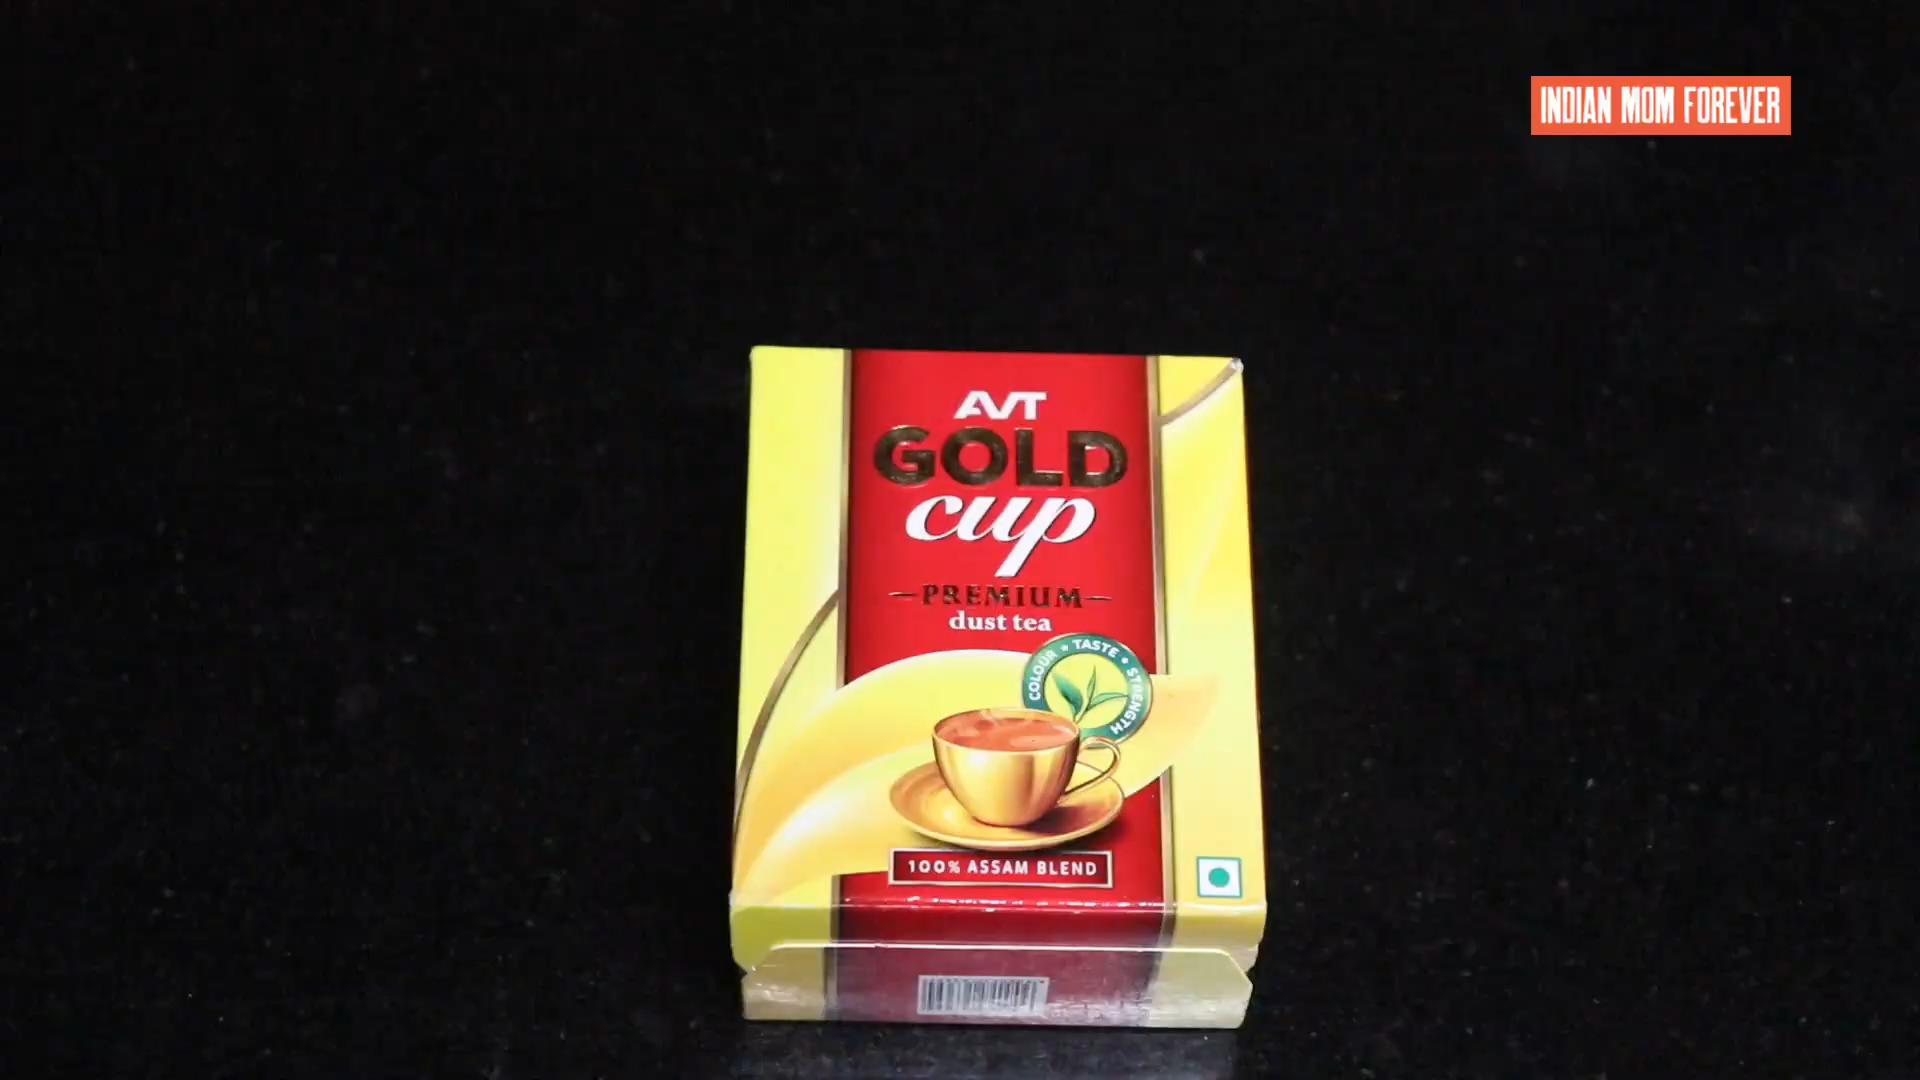 INDIAN MOM FOREVER
AVT
GOLD
cup
PREMIUM
dust tea
COLOUR • TASTE • STRENGTH
100% ASSAM BLEND